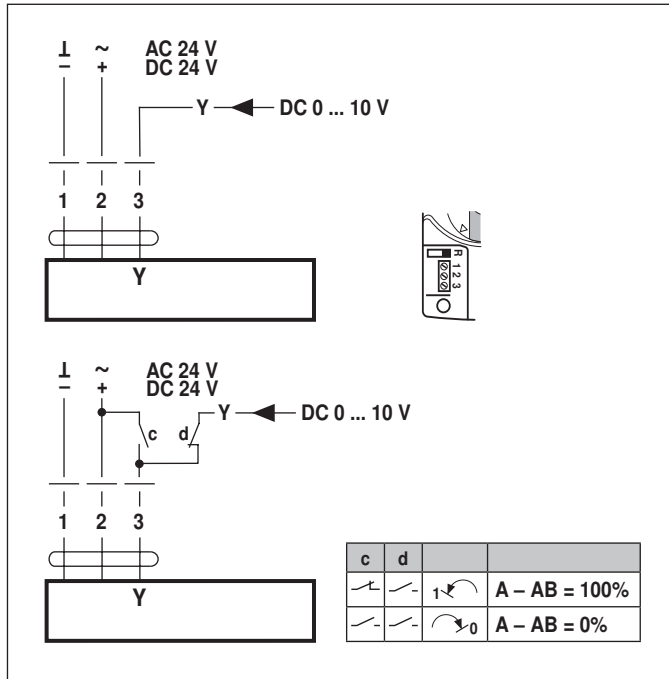 ⊥ ~ AC 24 V
– + DC 24 V
Y DC 0 ... 10 V
1 2 3
Y
R
1 2 3
⊥ ~ AC 24 V
– + DC 24 V
Y DC 0 ... 10 V
c d
1 2 3
Y
c d
1 A – AB = 100%
0 A – AB = 0%